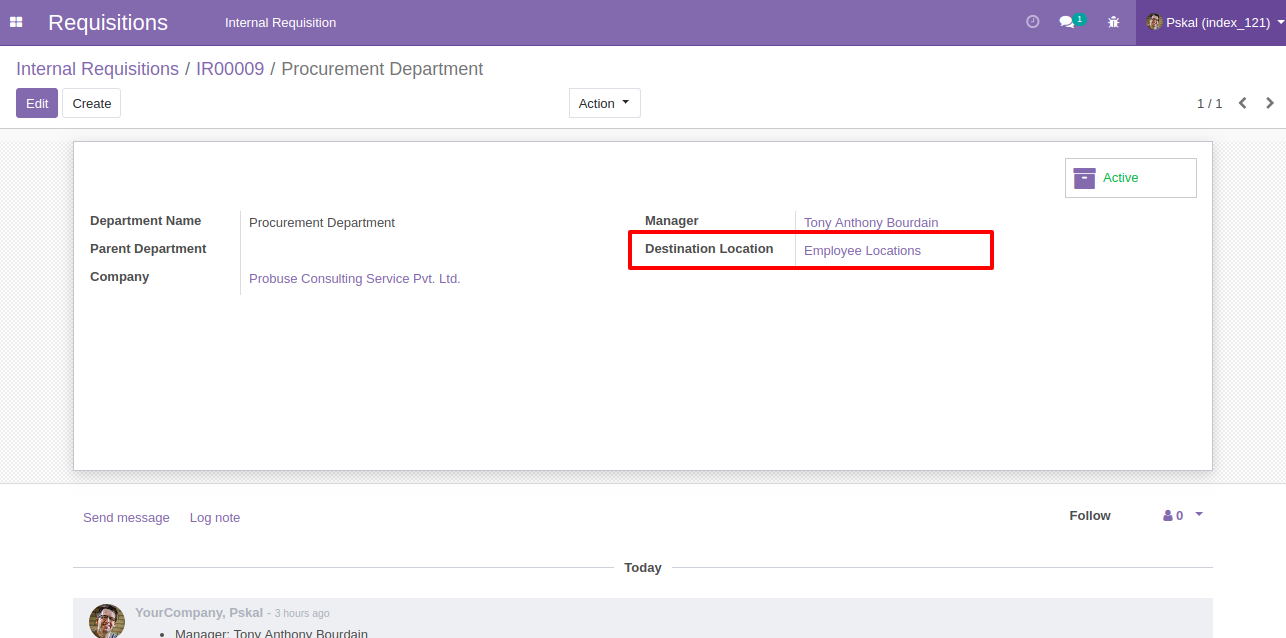 Requisitions Internal Requisition 1 Pskal (index_121)
Internal Requisitions / IR00009 / Procurement Department
Edit Create Action 1 / 1
Active
Department Name Procurement Department Manager Tony Anthony Bourdain
Parent Department Destination Location Employee Locations
Company Probuse Consulting Service Pvt. Ltd.
Send message Log note Follow 0
Today
YourCompany, Pskal - 3 hours ago
• Manager: Tony Anthony Bourdain